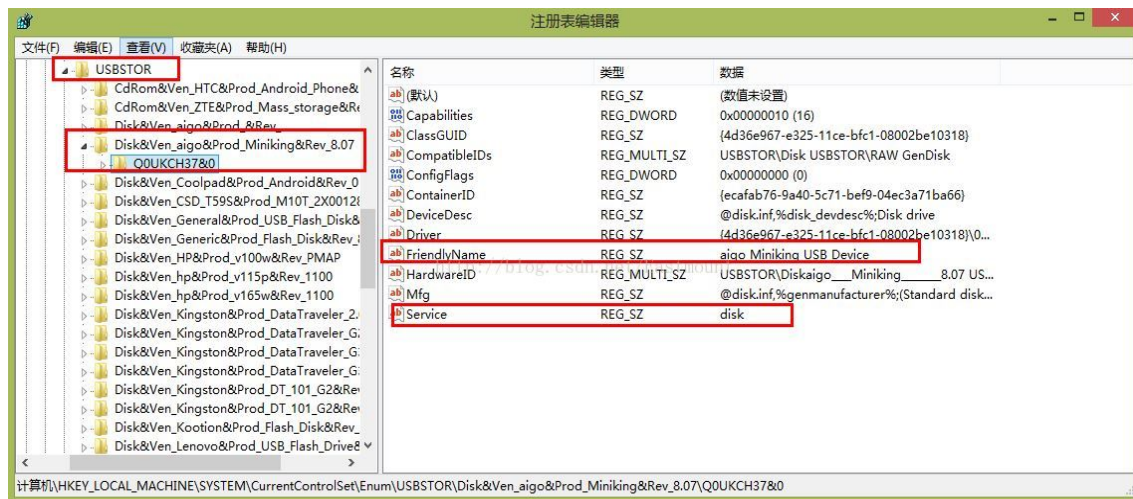 注册表编辑器
文件(F) 编辑(E) 查看(V) 收藏夹(A) 帮助(H)
USBSTOR
CdRom&Ven_HTC&Prod_Android_Phone&
CdRom&Ven_ZTE&Prod_Mass_storage&Re
Disk&Ven_aigo&Prod_&Rev_
Disk&Ven_aigo&Prod_Miniking&Rev_8.07
Q0UKCH37&0
Disk&Ven_Coolpad&Prod_Android&Rev_0
Disk&Ven_CSD_T59S&Prod_M10T_2X00128
Disk&Ven_General&Prod_USB_Flash_Disk&
Disk&Ven_Generic&Prod_Flash_Disk&Rev_
Disk&Ven_HP&Prod_v100w&Rev_PMAP
Disk&Ven_hp&Prod_v115p&Rev_1100
Disk&Ven_hp&Prod_v165w&Rev_1100
Disk&Ven_Kingston&Prod_DataTraveler_2.
Disk&Ven_Kingston&Prod_DataTraveler_G
Disk&Ven_Kingston&Prod_DataTraveler_G
Disk&Ven_Kingston&Prod_DataTraveler_G
Disk&Ven_Kingston&Prod_DT_101_G2&Rev
Disk&Ven_Kingston&Prod_DT_101_G2&Rev
Disk&Ven_Kootion&Prod_Flash_Disk&Rev_
Disk&Ven_Lenovo&Prod_USB_Flash_Drive&
名称 类型 数据
(默认) REG_SZ (数值未设置)
Capabilities REG_DWORD 0x00000010 (16)
ClassGUID REG_SZ {4d36e967-e325-11ce-bfc1-08002be10318}
CompatibleIDs REG_MULTI_SZ USBSTOR\Disk USBSTOR\RAW GenDisk
ConfigFlags REG_DWORD 0x00000000 (0)
ContainerID REG_SZ {ecafab76-9a40-5c71-bef9-04ec3a71ba66}
DeviceDesc REG_SZ @disk.inf,%disk_devdesc%;Disk drive
Driver REG_SZ {4d36e967-e325-11ce-bfc1-08002be10318}\0...
FriendlyName REG_SZ aigo Miniking USB Device
HardwareID REG_MULTI_SZ USBSTOR\Diskaigo____Miniking________8.07 US...
Mfg REG_SZ @disk.inf,%genmanufacturer%;(Standard disk...
Service REG_SZ disk
计算机\HKEY_LOCAL_MACHINE\SYSTEM\CurrentControlSet\Enum\USBSTOR\Disk&Ven_aigo&Prod_Miniking&Rev_8.07\Q0UKCH37&0